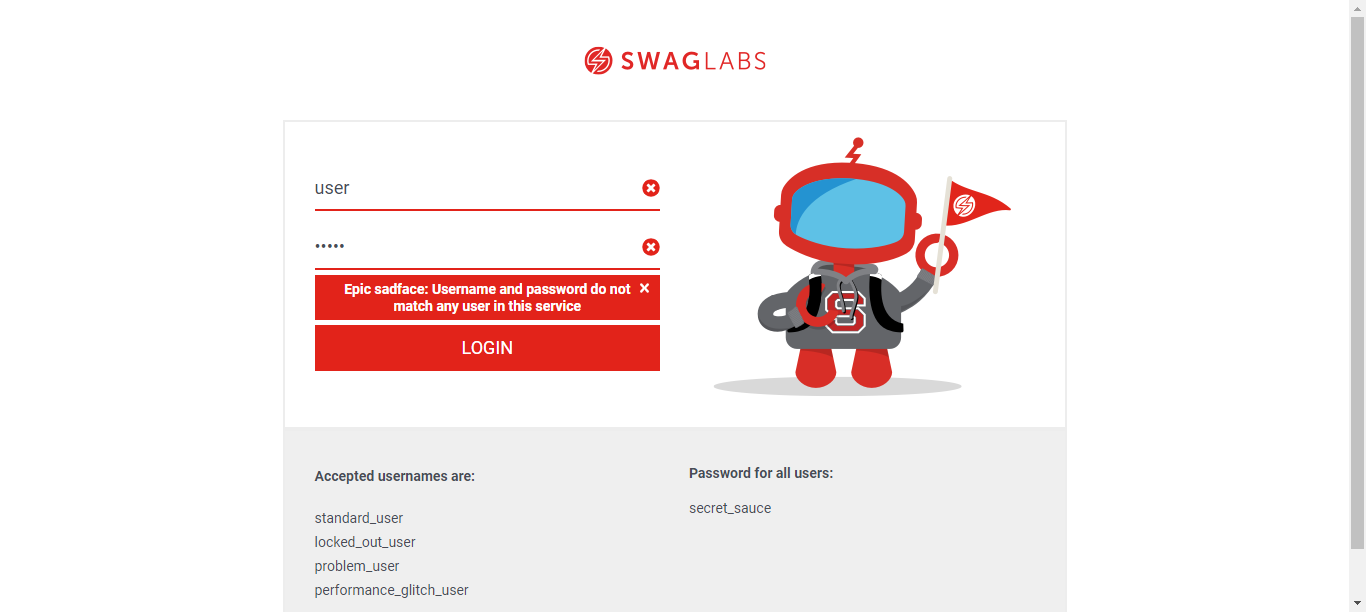 SWAGLABS
user
•••••
Epic sadface: Username and password do not
match any user in this service
LOGIN
S
Accepted usernames are:
standard_user
locked_out_user
problem_user
performance_glitch_user
Password for all users:
secret_sauce